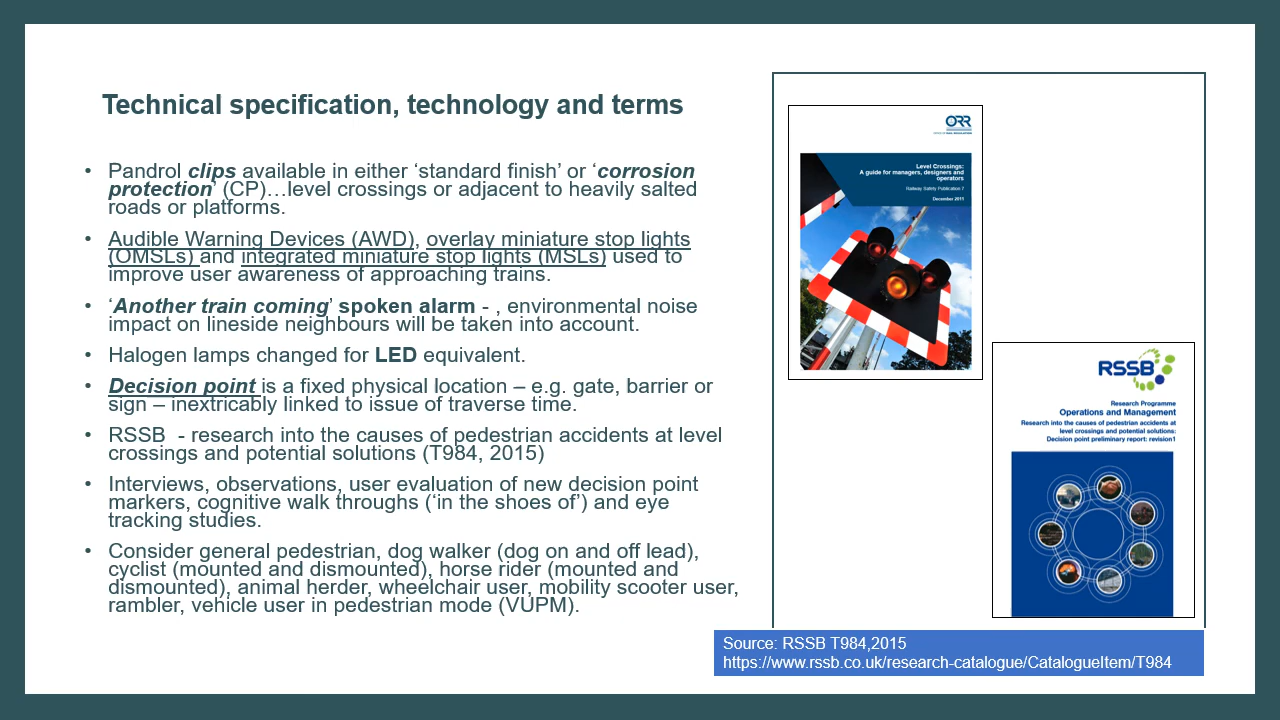 Technical specification, technology and terms
• Pandrol clips available in either ‘standard finish’ or ‘corrosion
protection’ (CP)…level crossings or adjacent to heavily salted
roads or platforms.
• Audible Warning Devices (AWD), overlay miniature stop lights
(OMSLs) and integrated miniature stop lights (MSLs) used to
improve user awareness of approaching trains.
• ‘Another train coming’ spoken alarm - , environmental noise
impact on lineside neighbours will be taken into account.
• Halogen lamps changed for LED equivalent.
• Decision point is a fixed physical location – e.g. gate, barrier or
sign – inextricably linked to issue of traverse time.
• RSSB - research into the causes of pedestrian accidents at level
crossings and potential solutions (T984, 2015)
• Interviews, observations, user evaluation of new decision point
markers, cognitive walk throughs (‘in the shoes of’) and eye
tracking studies.
• Consider general pedestrian, dog walker (dog on and off lead),
cyclist (mounted and dismounted), horse rider (mounted and
dismounted), animal herder, wheelchair user, mobility scooter user,
rambler, vehicle user in pedestrian mode (VUPM).
ORR
Level Crossings:
A guide for managers, designers and
operators
Railway Safety Publication 7
December 2011
RSSB
Research Programme
Operations and Management
Research into the causes of pedestrian accidents at
level crossings and potential solutions:
Decision point preliminary report: revision1
Source: RSSB T984,2015
https://www.rssb.co.uk/research-catalogue/CatalogueItem/T984